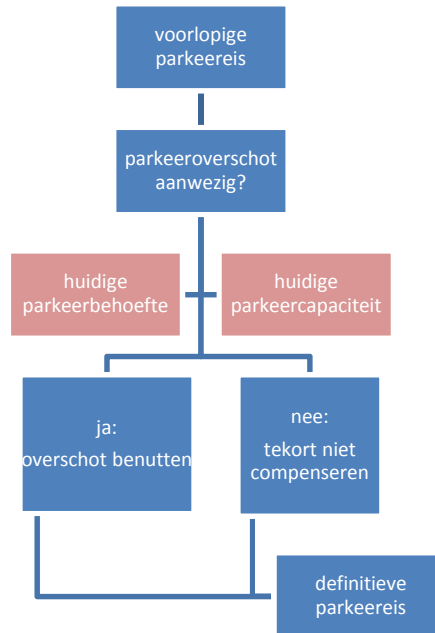 voorlopige
parkeereis
parkeeroverschot
aanwezig?
huidige
parkeerbehoefte
huidige
parkeercapaciteit
ja:
overschot benutten
nee:
tekort niet
compenseren
definitieve
parkeereis